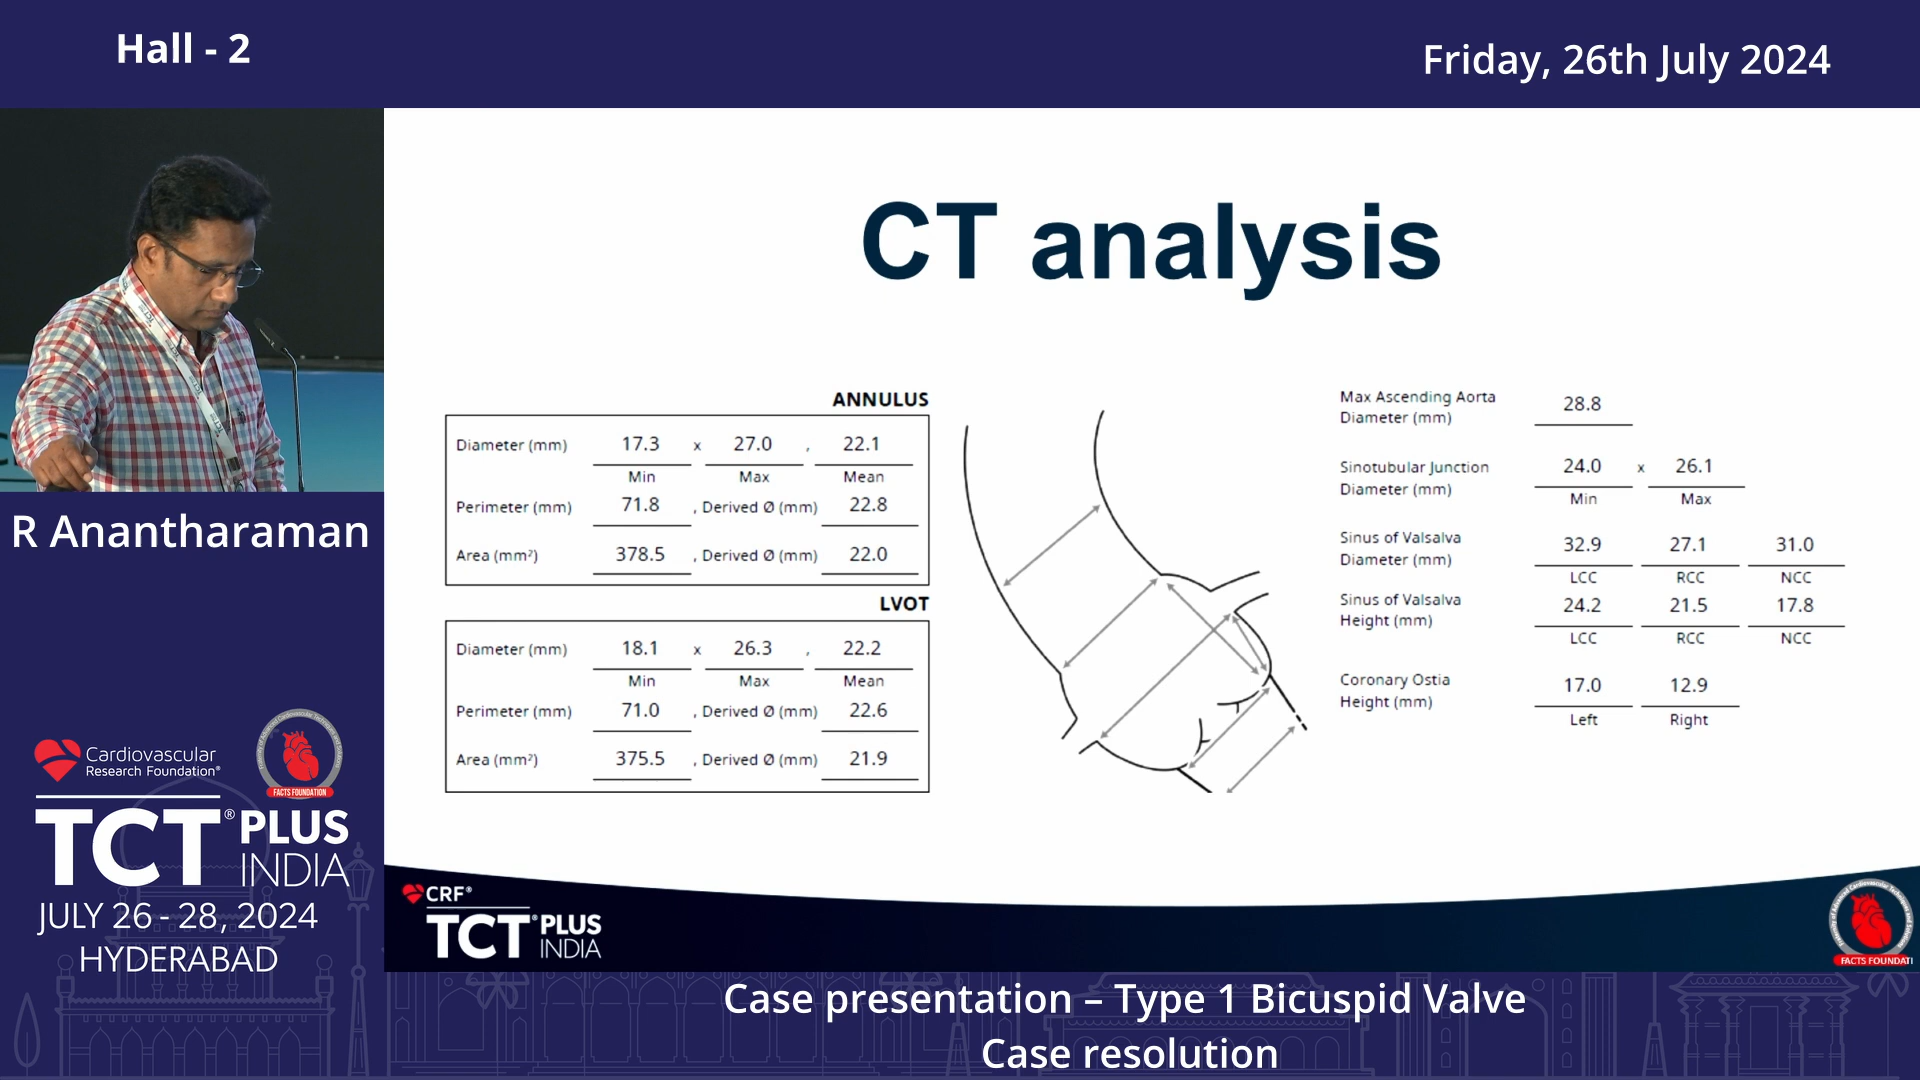 Hall - 2
Friday, 26th July 2024
R Anantharaman
Cardiovascular
Research Foundation®
FACTS FOUNDATION
TCT® PLUS
INDIA
JULY 26 - 28, 2024
HYDERABAD
CT analysis
ANNULUS
Diameter (mm) 17.3 x 27.0 , 22.1
Min Max Mean
Perimeter (mm) 71.8 , Derived Ø (mm) 22.8
Area (mm²) 378.5 , Derived Ø (mm) 22.0
LVOT
Diameter (mm) 18.1 x 26.3 , 22.2
Min Max Mean
Perimeter (mm) 71.0 , Derived Ø (mm) 22.6
Area (mm²) 375.5 , Derived Ø (mm) 21.9
Max Ascending Aorta
Diameter (mm) 28.8
Sinotubular Junction
Diameter (mm) 24.0 x 26.1
Min Max
Sinus of Valsalva
Diameter (mm) 32.9 27.1 31.0
LCC RCC NCC
Sinus of Valsalva
Height (mm) 24.2 21.5 17.8
LCC RCC NCC
Coronary Ostia
Height (mm) 17.0 12.9
Left Right
CRF®
TCT® PLUS
INDIA
FACTS FOUNDATI
Case presentation – Type 1 Bicuspid Valve
Case resolution